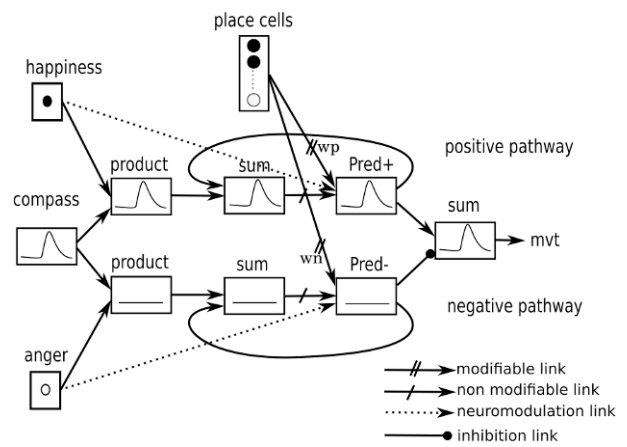 place cells
happiness
wp
positive pathway
product
sum
Pred+
compass
sum
mvt
product
sum
wn
Pred-
negative pathway
anger
modifiable link
non modifiable link
neuromodulation link
inhibition link